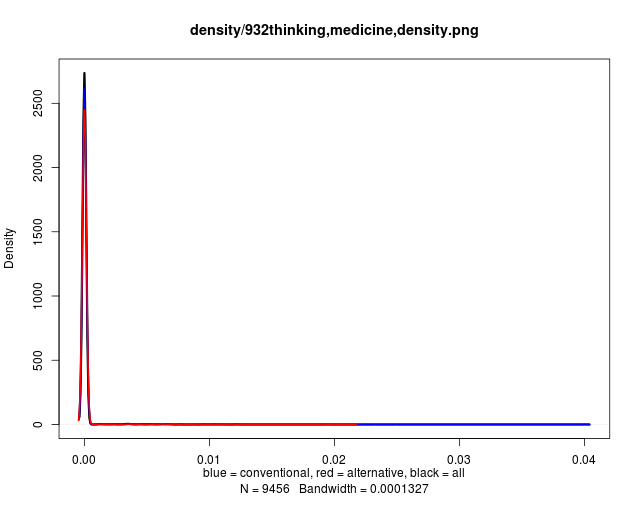 density/932thinking,medicine,density.png
Density
2500
2000
1500
1000
500
0
0.00 0.01 0.02 0.03 0.04
blue = conventional, red = alternative, black = all
N = 9456 Bandwidth = 0.0001327